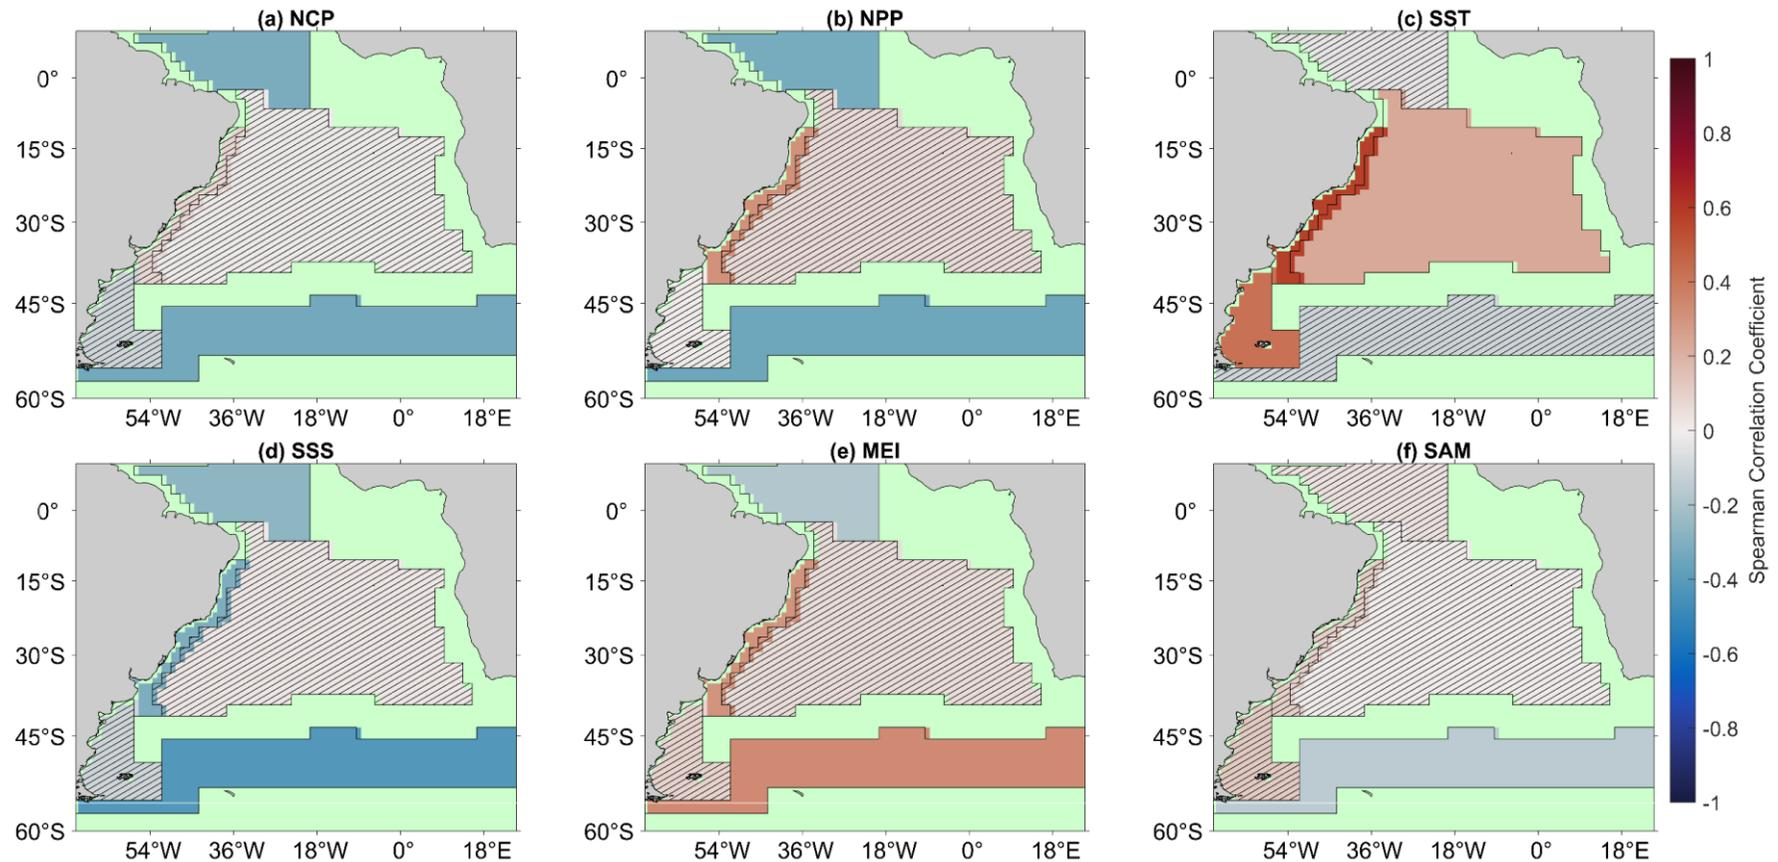 (a) NCP
(b) NPP
(c) SST
0°
15°S
30°S
45°S
60°S
54°W 36°W 18°W 0° 18°E
0°
15°S
30°S
45°S
60°S
54°W 36°W 18°W 0° 18°E
0°
15°S
30°S
45°S
60°S
54°W 36°W 18°W 0° 18°E
(d) SSS
(e) MEI
(f) SAM
0°
15°S
30°S
45°S
60°S
54°W 36°W 18°W 0° 18°E
0°
15°S
30°S
45°S
60°S
54°W 36°W 18°W 0° 18°E
0°
15°S
30°S
45°S
60°S
54°W 36°W 18°W 0° 18°E
1
0.8
0.6
0.4
0.2
0
-0.2
-0.4
-0.6
-0.8
-1
Spearman Correlation Coefficient